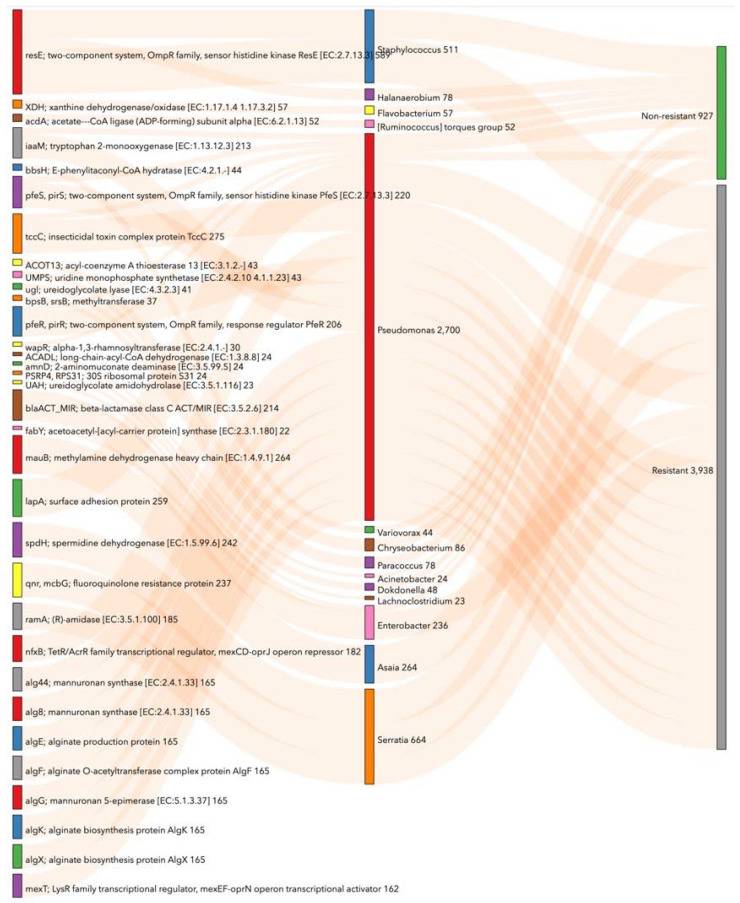 resE; two-component system, OmpR family, sensor histidine kinase ResE [EC:2.7.13.3] 589
XDH; xanthine dehydrogenase/oxidase [EC:1.17.1.4 1.17.3.2] 57
acdA; acetate---CoA ligase (ADP-forming) subunit alpha [EC:6.2.1.13] 52
iaaM; tryptophan 2-monooxygenase [EC:1.13.12.3] 213
bbsH; E-phenylitaconyl-CoA hydratase [EC:4.2.1.-] 44
pfeS, pirS; two-component system, OmpR family, sensor histidine kinase PfeS [EC:2.7.13.3] 220
tccC; insecticidal toxin complex protein TccC 275
ACOT13; acyl-coenzyme A thioesterase 13 [EC:3.1.2.-] 43
UMPS; uridine monophosphate synthetase [EC:2.4.2.10 4.1.1.23] 43
ugl; ureidoglycolate lyase [EC:4.3.2.3] 41
bpsB, srsB; methyltransferase 37
pfeR, pirR; two-component system, OmpR family, response regulator PfeR 206
wapR; alpha-1,3-rhamnosyltransferase [EC:2.4.1.-] 30
ACADL; long-chain-acyl-CoA dehydrogenase [EC:1.3.8.8] 24
amnD; 2-aminomuconate deaminase [EC:3.5.99.5] 24
PSRP4, RPS31; 30S ribosomal protein S31 24
UAH; ureidoglycolate amidohydrolase [EC:3.5.1.116] 23
blaACT_MIR; beta-lactamase class C ACT/MIR [EC:3.5.2.6] 214
fabY; acetoacetyl-[acyl-carrier protein] synthase [EC:2.3.1.180] 22
mauB; methylamine dehydrogenase heavy chain [EC:1.4.9.1] 264
lapA; surface adhesion protein 259
spdH; spermidine dehydrogenase [EC:1.5.99.6] 242
qnr, mcbG; fluoroquinolone resistance protein 237
ramA; (R)-amidase [EC:3.5.1.100] 185
nfxB; TetR/AcrR family transcriptional regulator, mexCD-oprJ operon repressor 182
alg44; mannuronan synthase [EC:2.4.1.33] 165
alg8; mannuronan synthase [EC:2.4.1.33] 165
algE; alginate production protein 165
algF; alginate O-acetyltransferase complex protein AlgF 165
algG; mannuronan 5-epimerase [EC:5.1.3.37] 165
algK; alginate biosynthesis protein AlgK 165
algX; alginate biosynthesis protein AlgX 165
mexT; LysR family transcriptional regulator, mexEF-oprN operon transcriptional activator 162
Staphylococcus 511
Halanaerobium 78
Flavobacterium 57
[Ruminococcus] torques group 52
Pseudomonas 2,700
Variovorax 44
Chryseobacterium 86
Paracoccus 78
Acinetobacter 24
Dokdonella 48
Lachnoclostridium 23
Enterobacter 236
Asaia 264
Serratia 664
Non-resistant 927
Resistant 3,938